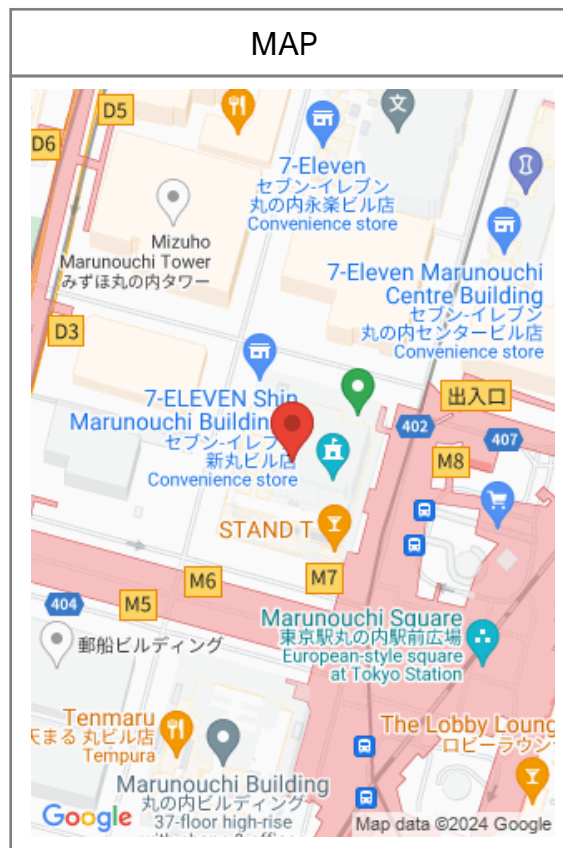 MAP
D5
D6
7-Eleven
セブン-イレブン
丸の内永楽ビル店
Convenience store
Mizuho
Marunouchi Tower
みずほ丸の内タワー
7-Eleven Marunouchi
Centre Building
セブン-イレブン
丸の内センタービル店
Convenience store
D3
7-ELEVEN Shin
Marunouchi Building
セブン-イレブ
新丸ビル店
Convenience store
出入口
402
407
M8
STAND T
M7
M6
M5
404
郵船ビルディング
Marunouchi Square
東京駅丸の内駅前広場
European-style square
at Tokyo Station
Tenmaru
天まる 丸ビル店
Tempura
The Lobby Loung
ロビーラウン
Marunouchi Building
丸の内ビルディング
37-floor high-rise
Google
Map data ©2024 Google